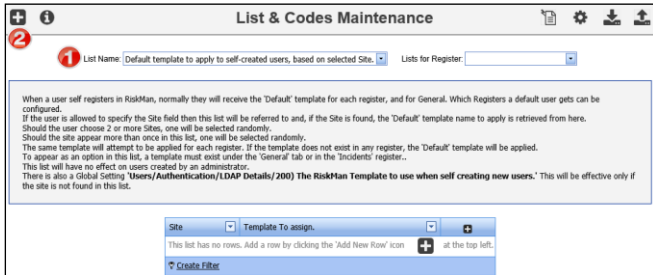 List & Codes Maintenance
2
1 List Name: Default template to apply to self-created users, based on selected Site. Lists for Register:
When a user self registers in RiskMan, normally they will receive the 'Default' template for each register, and for General. Which Registers a default user gets can be
configured.
If the user is allowed to specify the Site field then this list will be referred to and, if the Site is found, the 'Default' template name to apply is retrieved from here.
Should the user choose 2 or more Sites, one will be selected randomly.
Should the site appear more than once in this list, one will be selected randomly.
The same template will attempt to be applied for each register. If the template does not exist in any register, the 'Default' template will be applied.
To appear as an option in this list, a template must exist under the 'General' tab or in the 'Incidents' register..
This list will have no effect on users created by an administrator.
There is also a Global Setting 'Users/Authentication/LDAP Details/200) The RiskMan Template to use when self creating new users.' This will be effective only if
the site is not found in this list.
Site Template To assign.
This list has no rows. Add a row by clicking the 'Add New Row' icon at the top left.
Create Filter